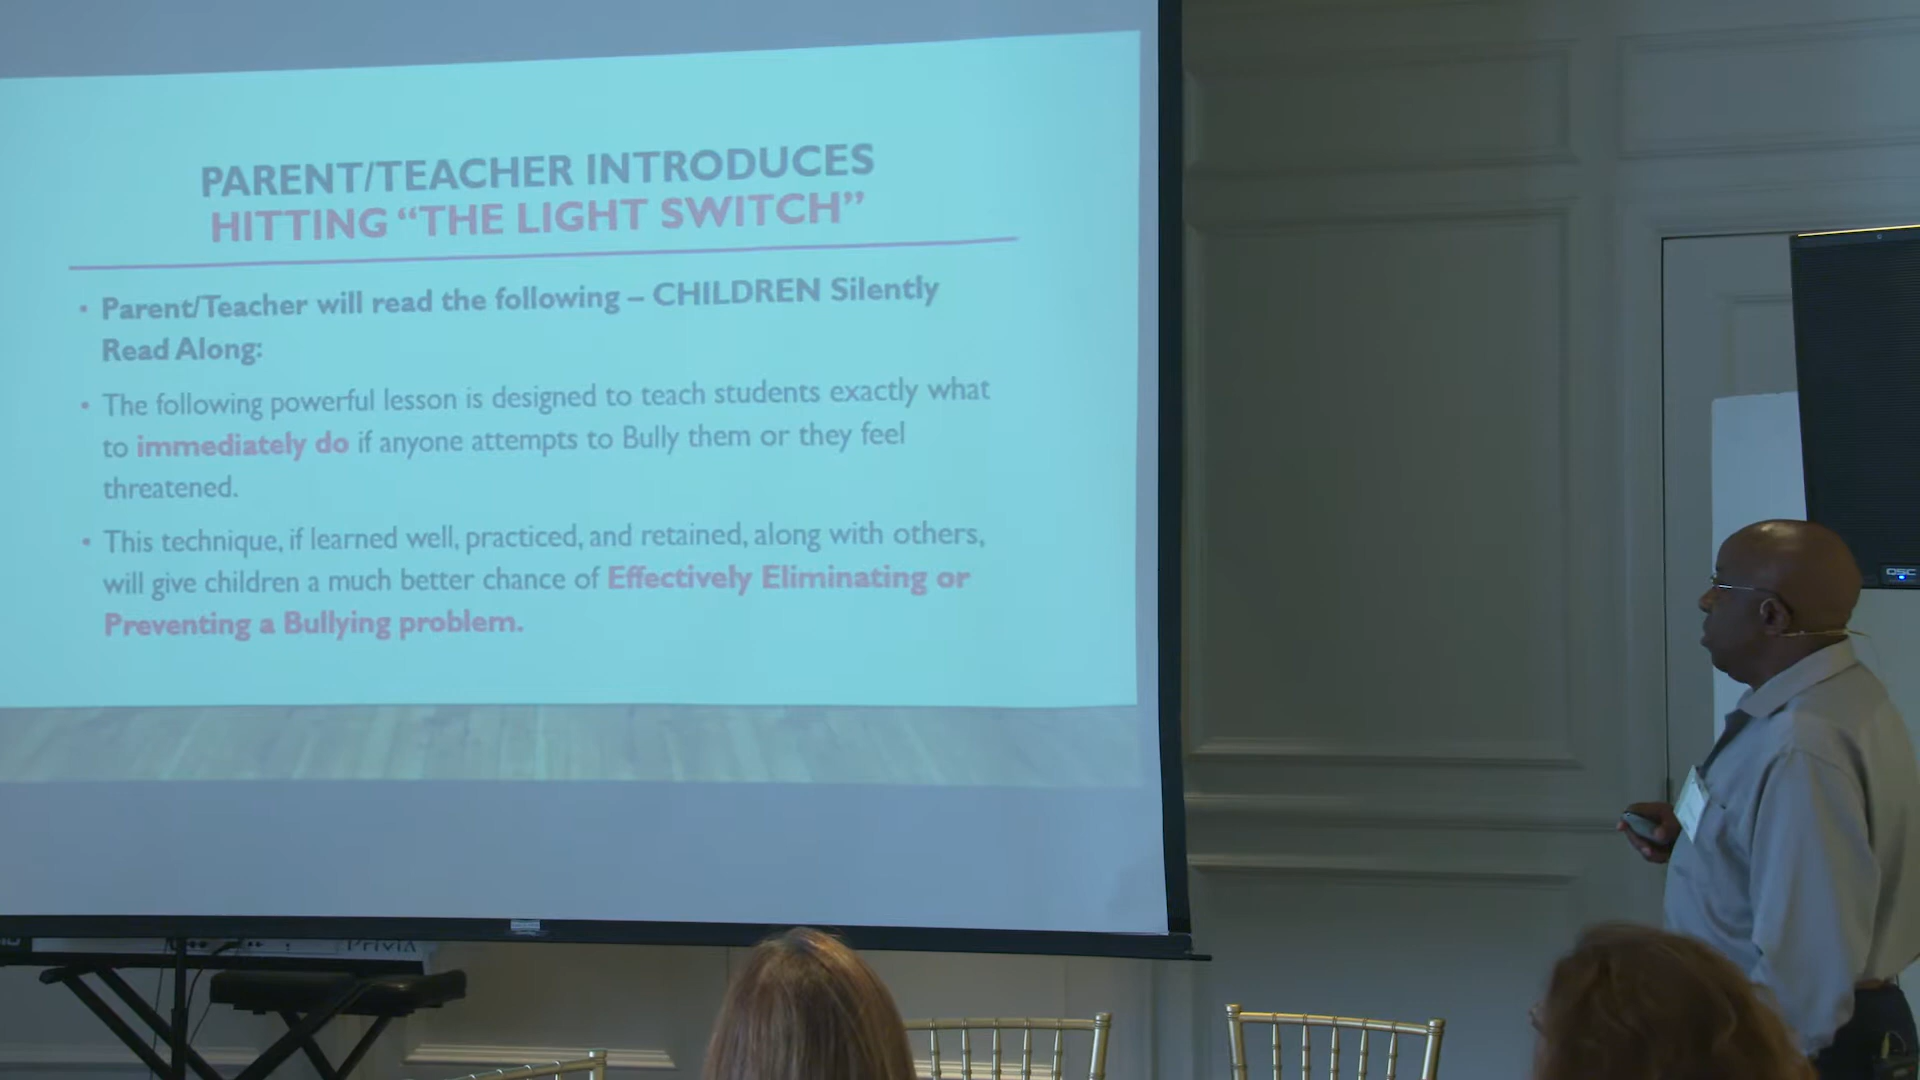 PARENT/TEACHER INTRODUCES
HITTING “THE LIGHT SWITCH”
• Parent/Teacher will read the following – CHILDREN Silently
Read Along:
• The following powerful lesson is designed to teach students exactly what
to immediately do if anyone attempts to Bully them or they feel
threatened.
• This technique, if learned well, practiced, and retained, along with others,
will give children a much better chance of Effectively Eliminating or
Preventing a Bullying problem.
QSC
PriviA